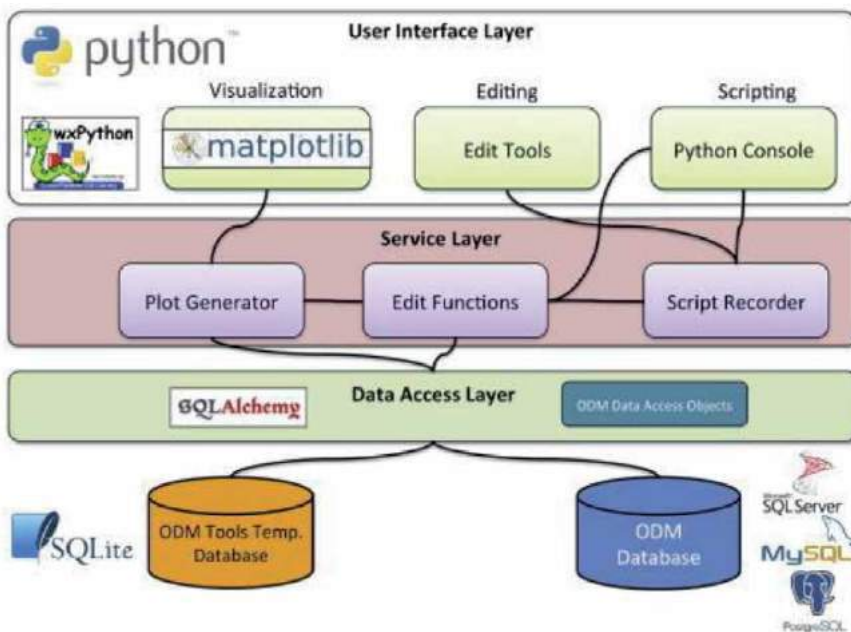 User Interface Layer
python™
Visualization
Editing
Scripting
wxPython
matplotlib
Edit Tools
Python Console
Service Layer
Plot Generator
Edit Functions
Script Recorder
Data Access Layer
SQLAlchemy
ODM Data Access Objects
SQLite
ODM Tools Temp.
Database
ODM
Database
Microsoft
SQL Server
MySQL
PostgreSQL